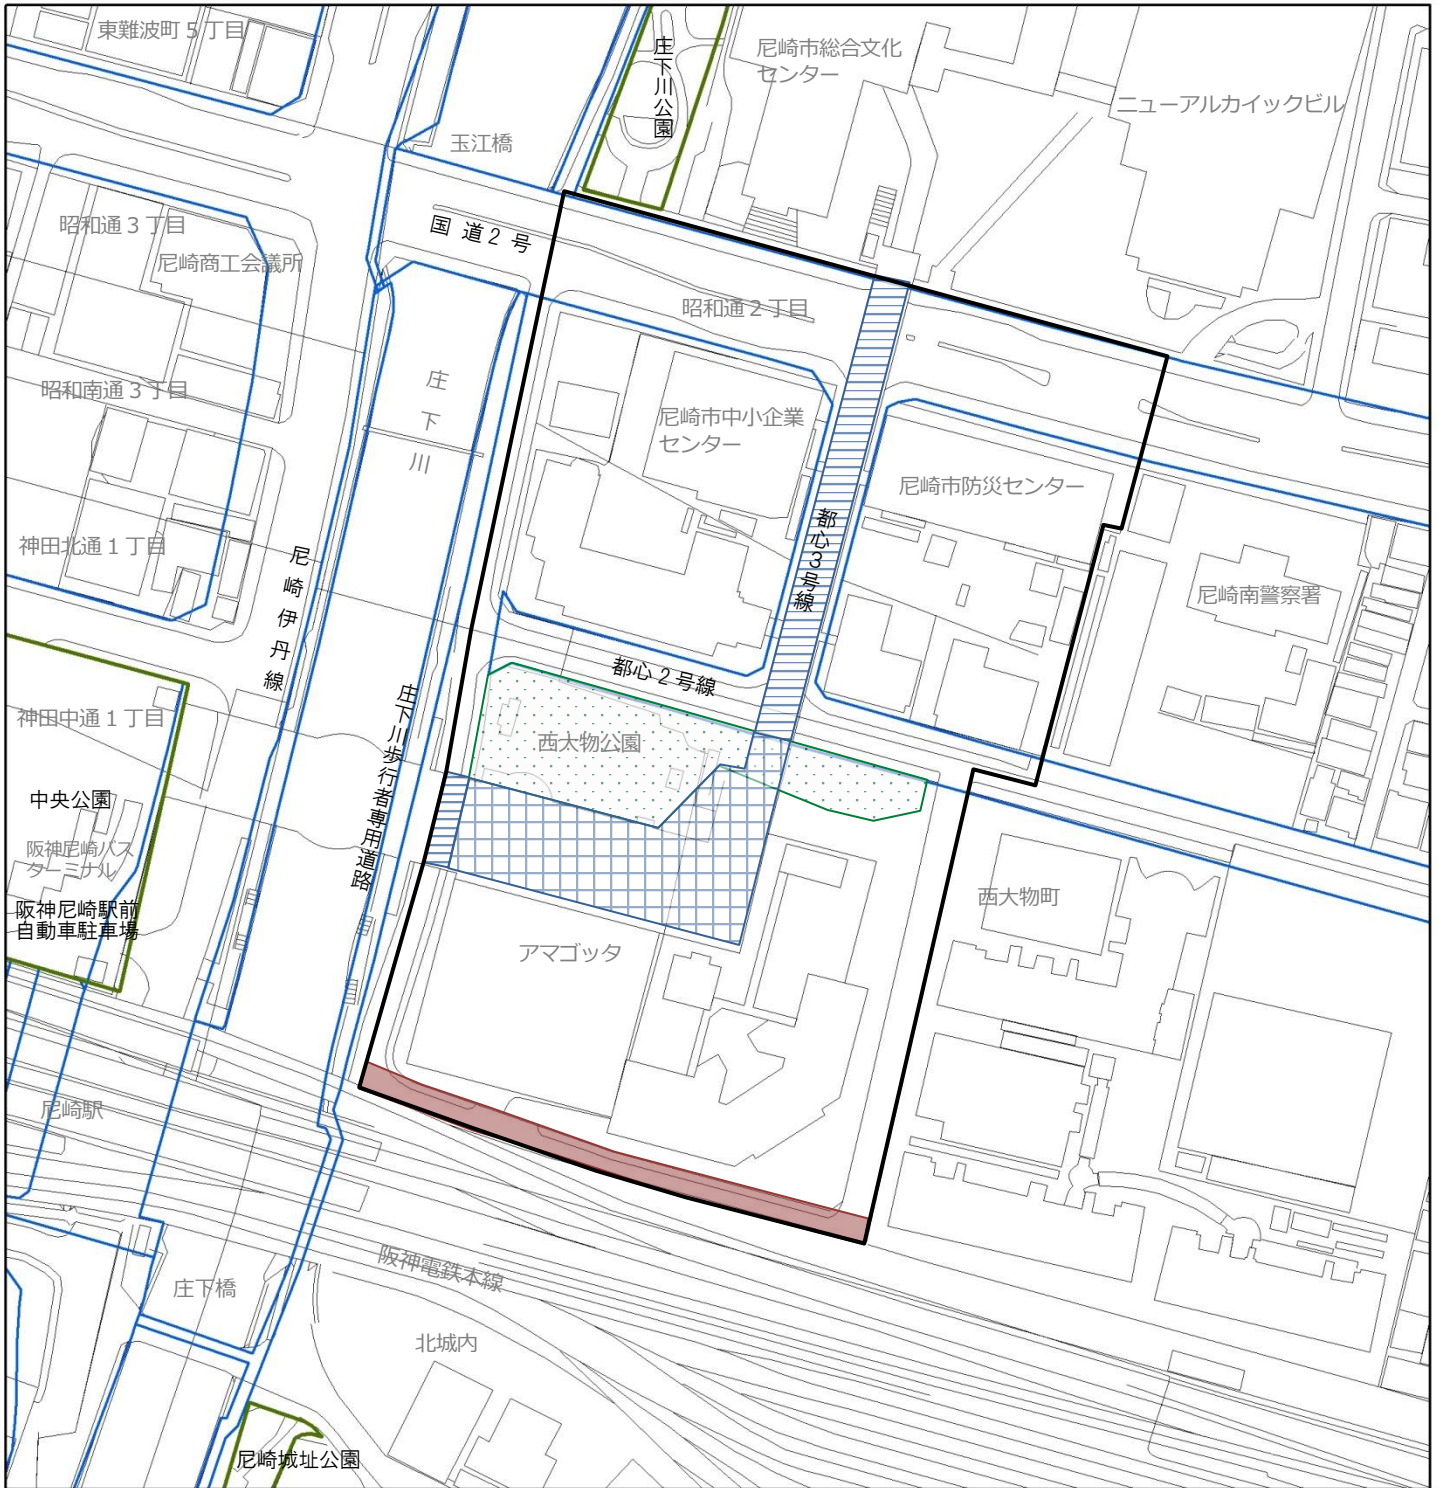 東難波町5丁目
庄下川公園
尼崎市総合文化
センター
ニューアルカイックビル
玉江橋
昭和通3丁目
国道2号
尼崎商工会議所
昭和通2丁目
昭和南通3丁目
庄下川
尼崎市中小企業
センター
尼崎市防災センター
都心3号線
神田北通1丁目
尼崎伊丹線
尼崎南警察署
都心2号線
神田中通1丁目
庄下川歩行者専用道路
西大物公園
中央公園
阪神尼崎バス
ターミナル
西大物町
阪神尼崎駅前
自動車駐車場
アマゴッタ
尼崎駅
阪神電鉄本線
庄下橋
北城内
尼崎城址公園